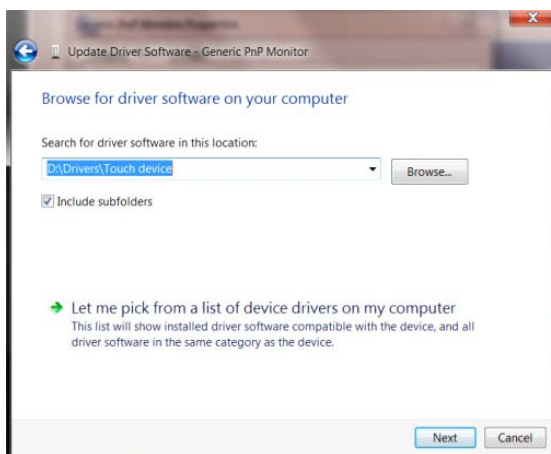 Update Driver Software - Generic PnP Monitor
Browse for driver software on your computer
Search for driver software in this location:
D:\Drivers\Touch device
Browse...
Include subfolders
Let me pick from a list of device drivers on my computer
This list will show installed driver software compatible with the device, and all
driver software in the same category as the device.
Next
Cancel